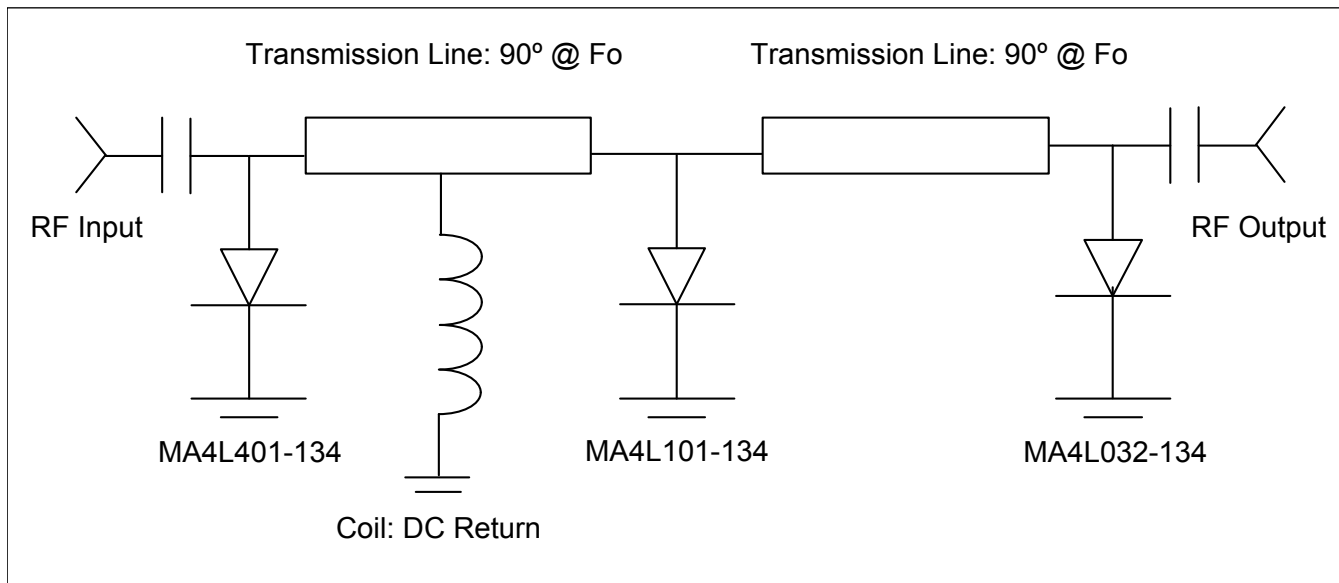 Transmission Line: 90º @ Fo
Transmission Line: 90º @ Fo
RF Input
RF Output
MA4L401-134
MA4L101-134
MA4L032-134
Coil: DC Return